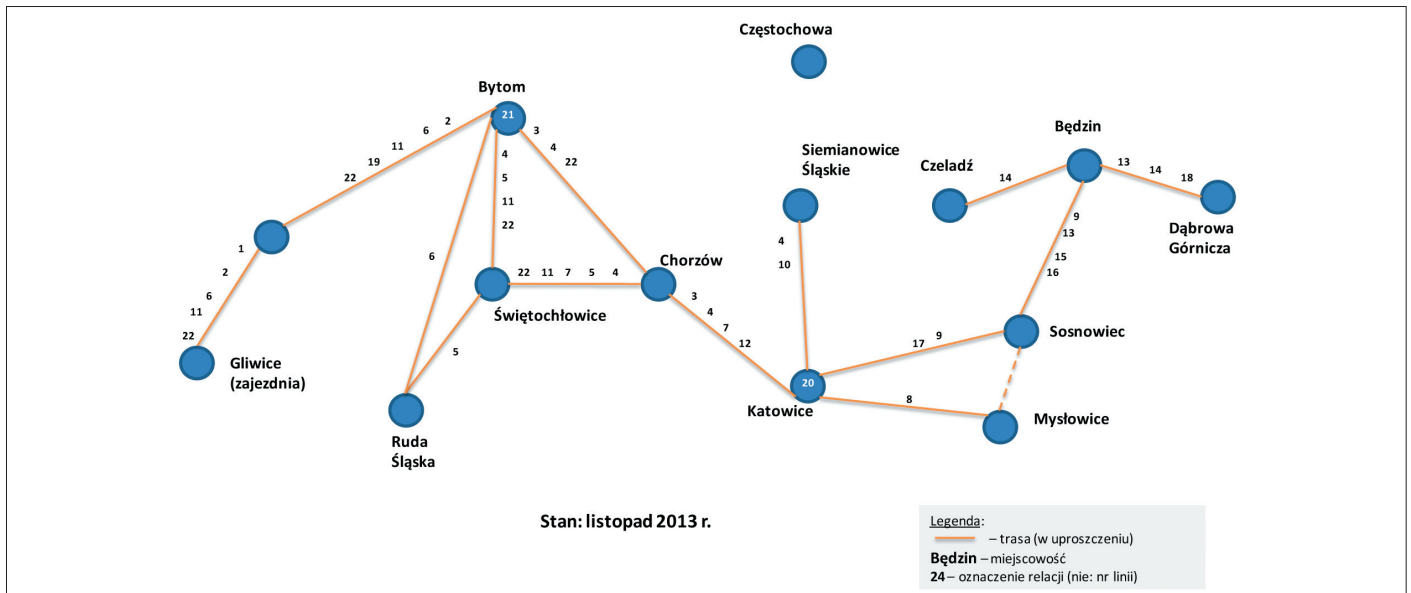 Częstochowa
Bytom
21
3
2
6
11
19
22
4
22
4
5
11
22
Będzin
13
14
18
Siemianowice
Śląskie
Czeladź
14
Dąbrowa
Górnicza
9
13
15
16
1
2
6
11
22
6
4
10
Chorzów
22 11 7 5 4
Świętochłowice
3
4
7
12
Sosnowiec
17 9
Gliwice
(zajezdnia)
5
20
Katowice
8
Mysłowice
Ruda
Śląska
Stan: listopad 2013 r.
Legenda:
– trasa (w uproszczeniu)
Będzin – miejscowość
24 – oznaczenie relacji (nie: nr linii)